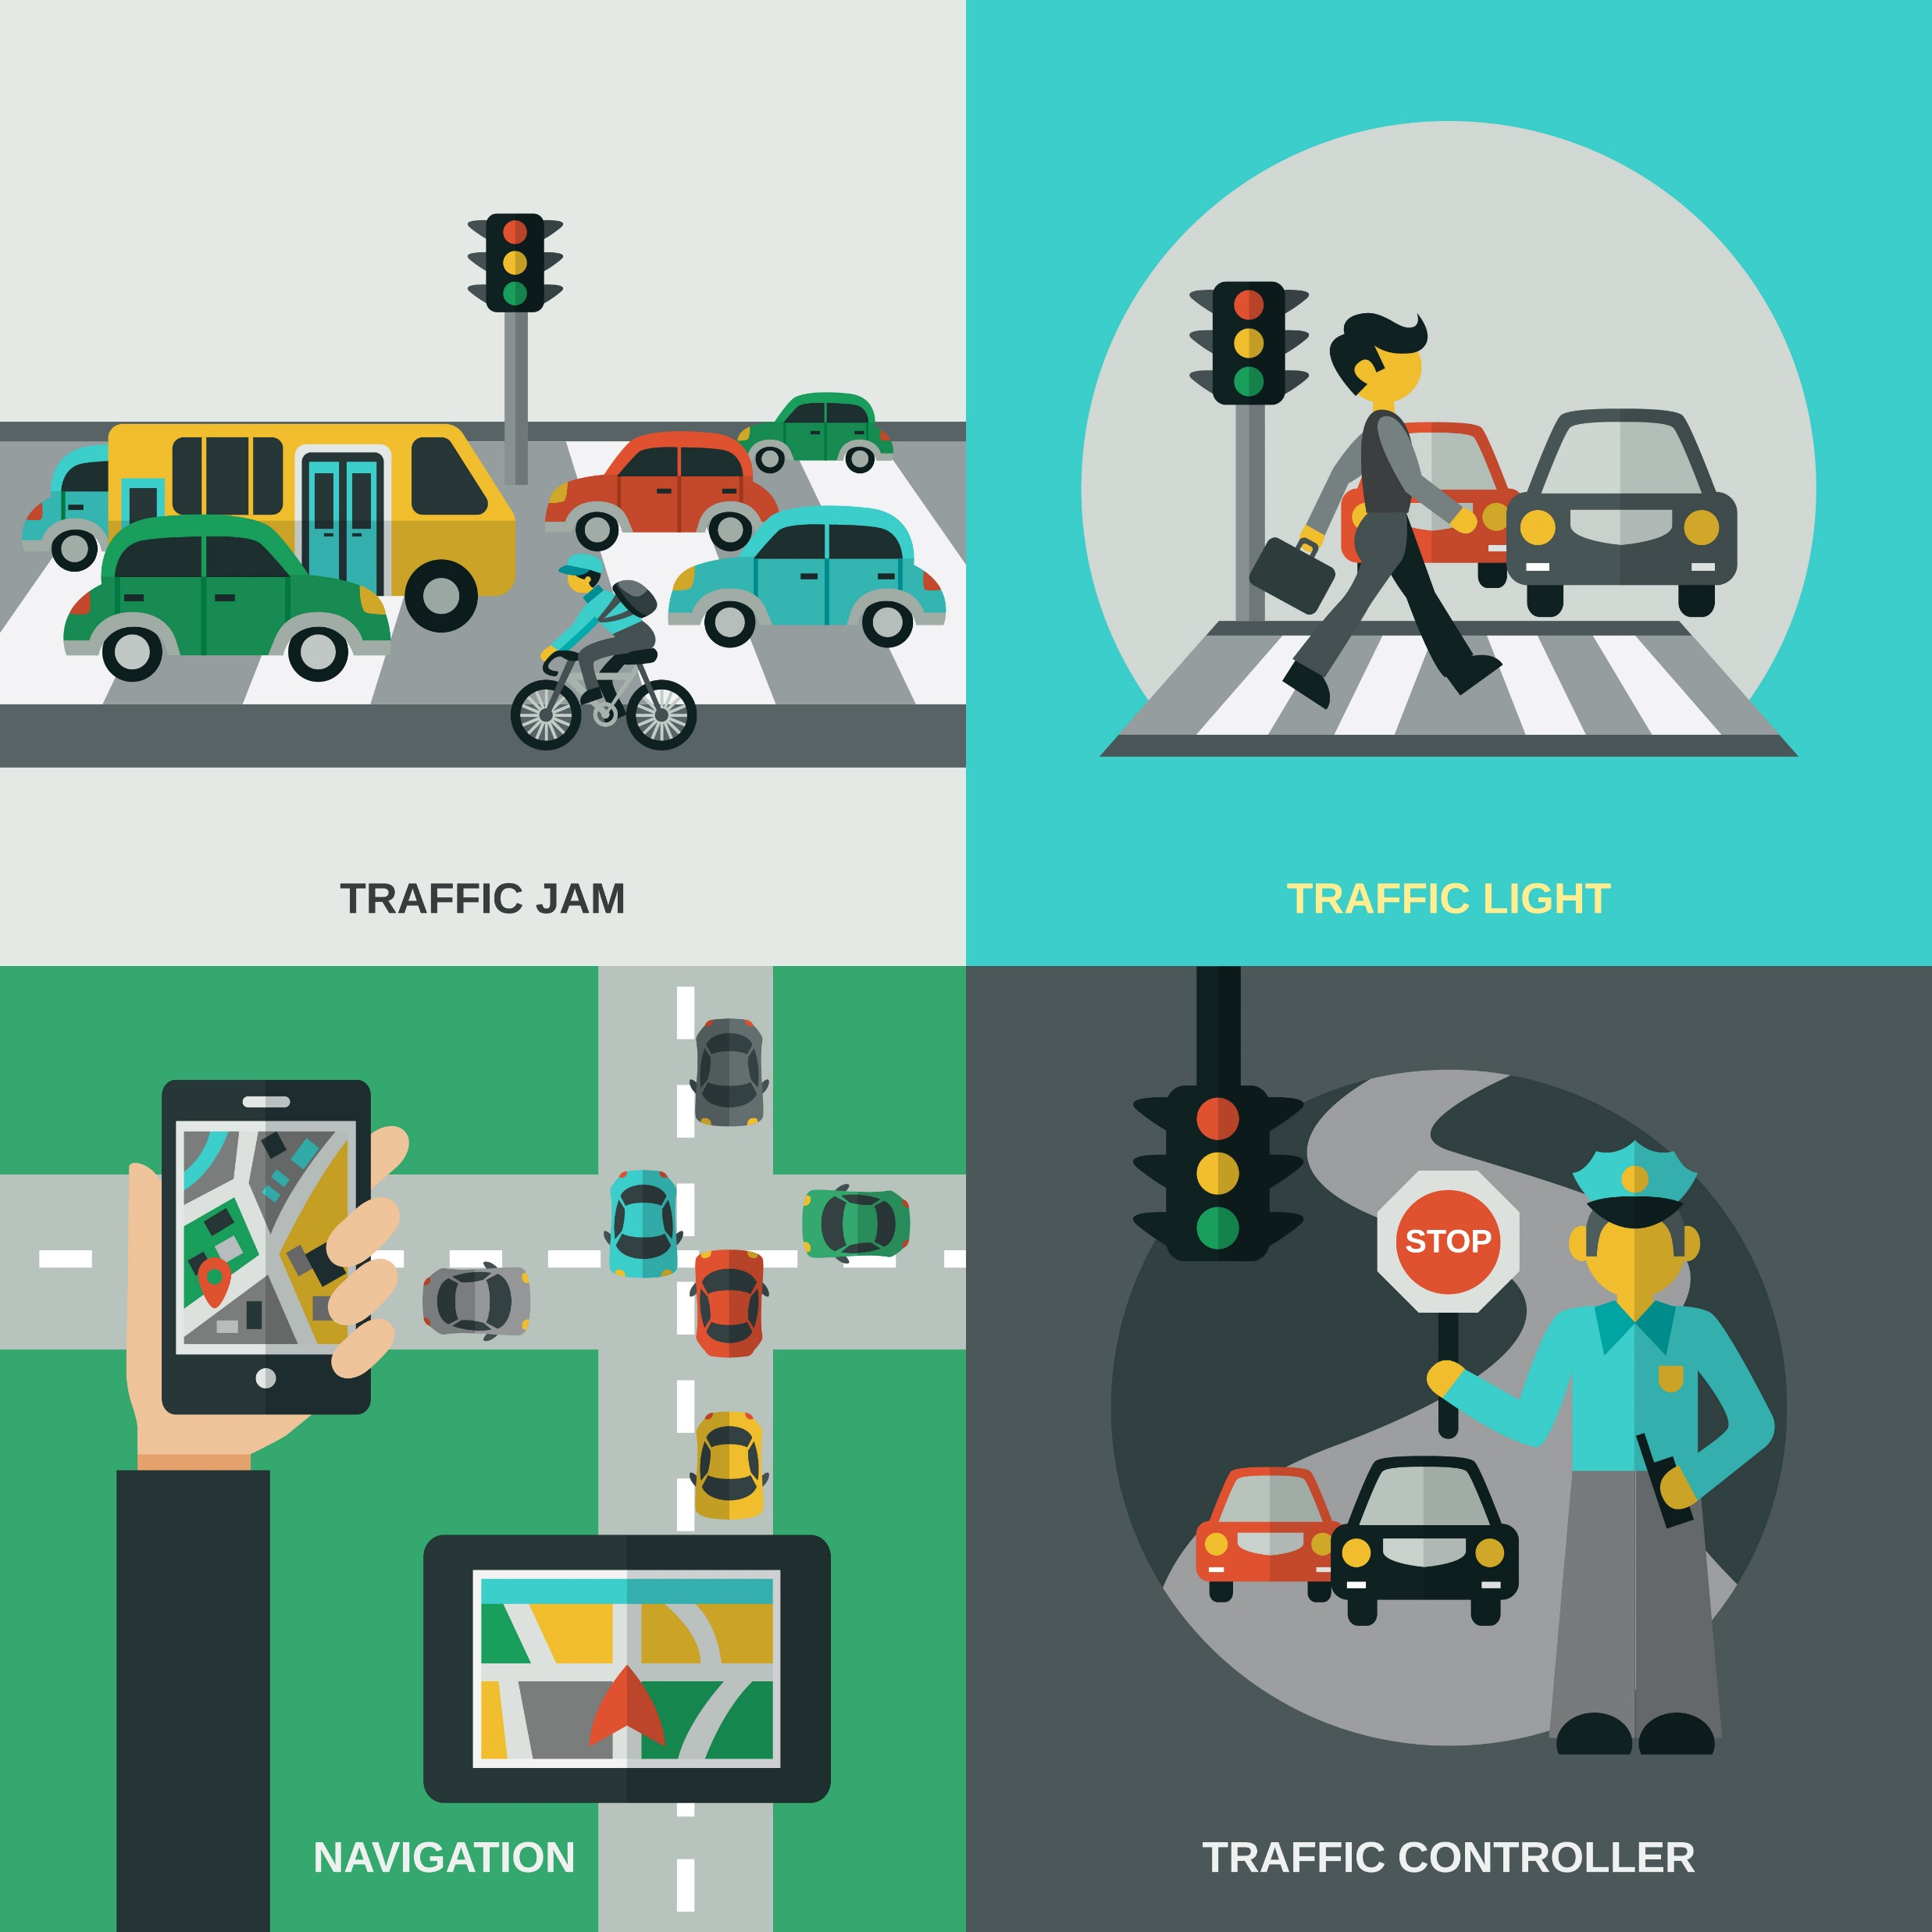 TRAFFIC JAM
TRAFFIC LIGHT
NAVIGATION
STOP
TRAFFIC CONTROLLER